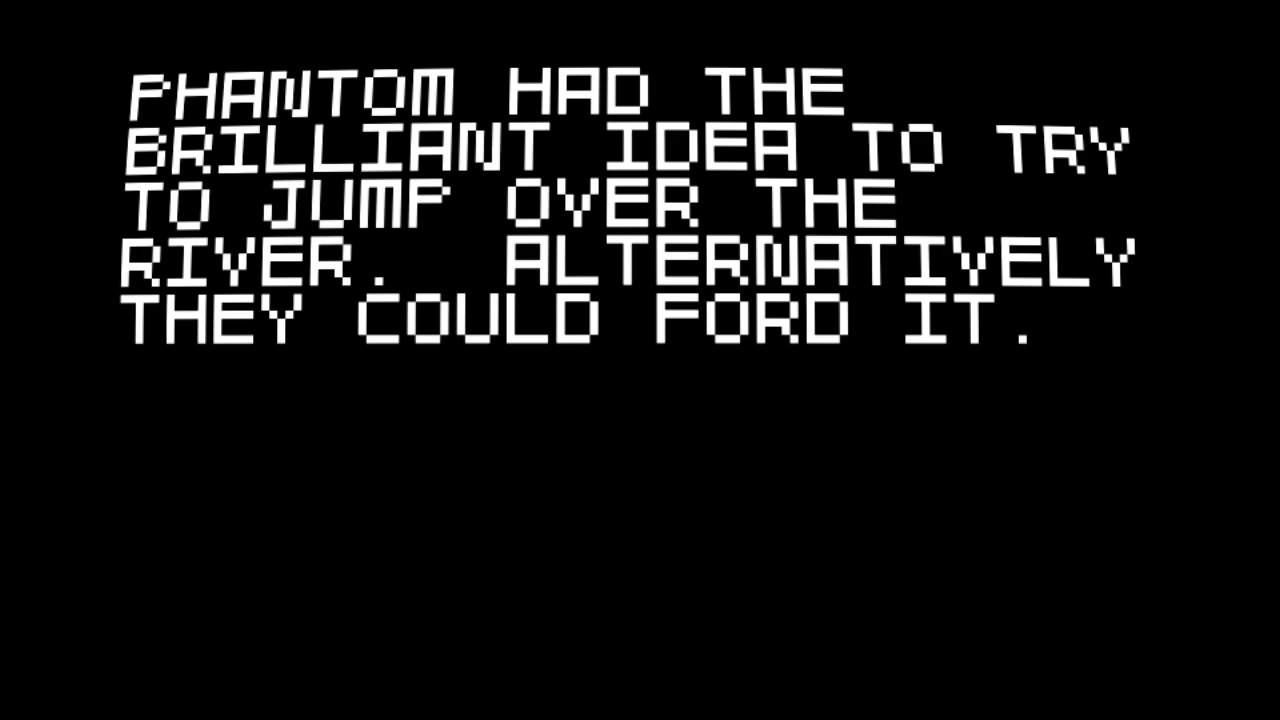 PHANTOM HAD THE
BRILLIANT IDEA TO TRY
TO JUMP OVER THE
RIVER.  ALTERNATIVELY
THEY COULD FORD IT.